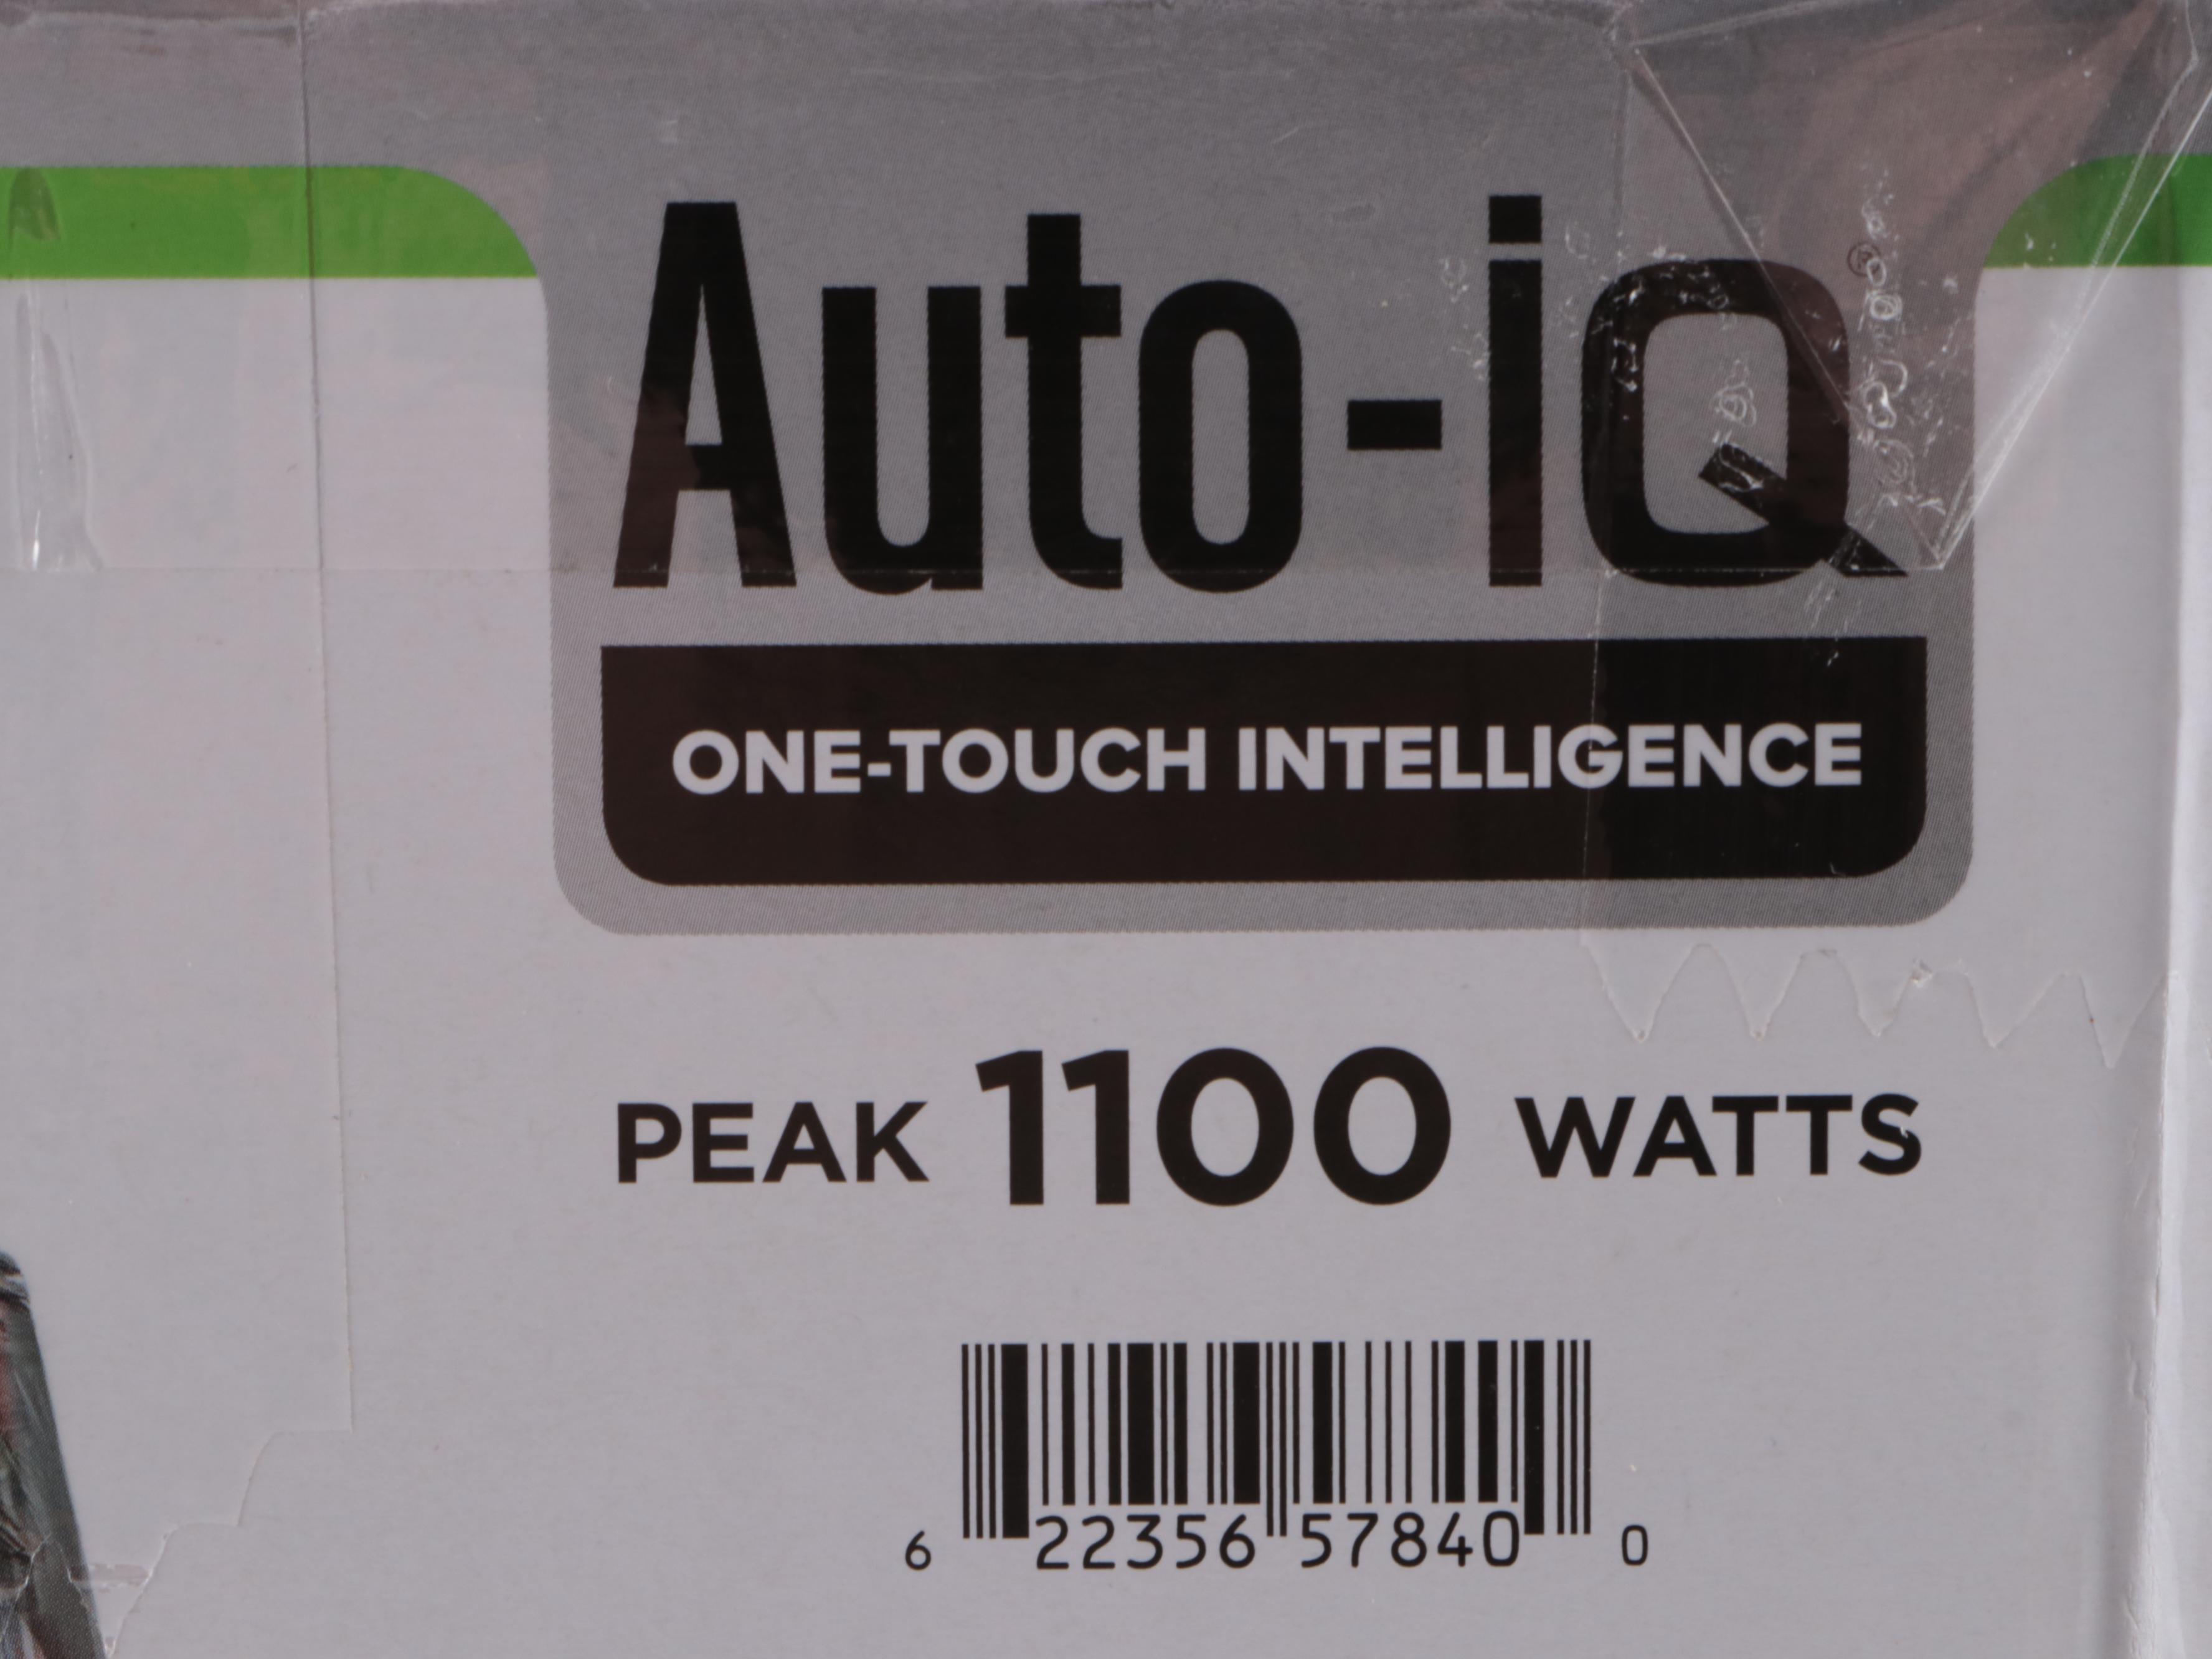 Auto-iQ®
ONE-TOUCH INTELLIGENCE
PEAK 1100 WATTS
6 22356 57840 0